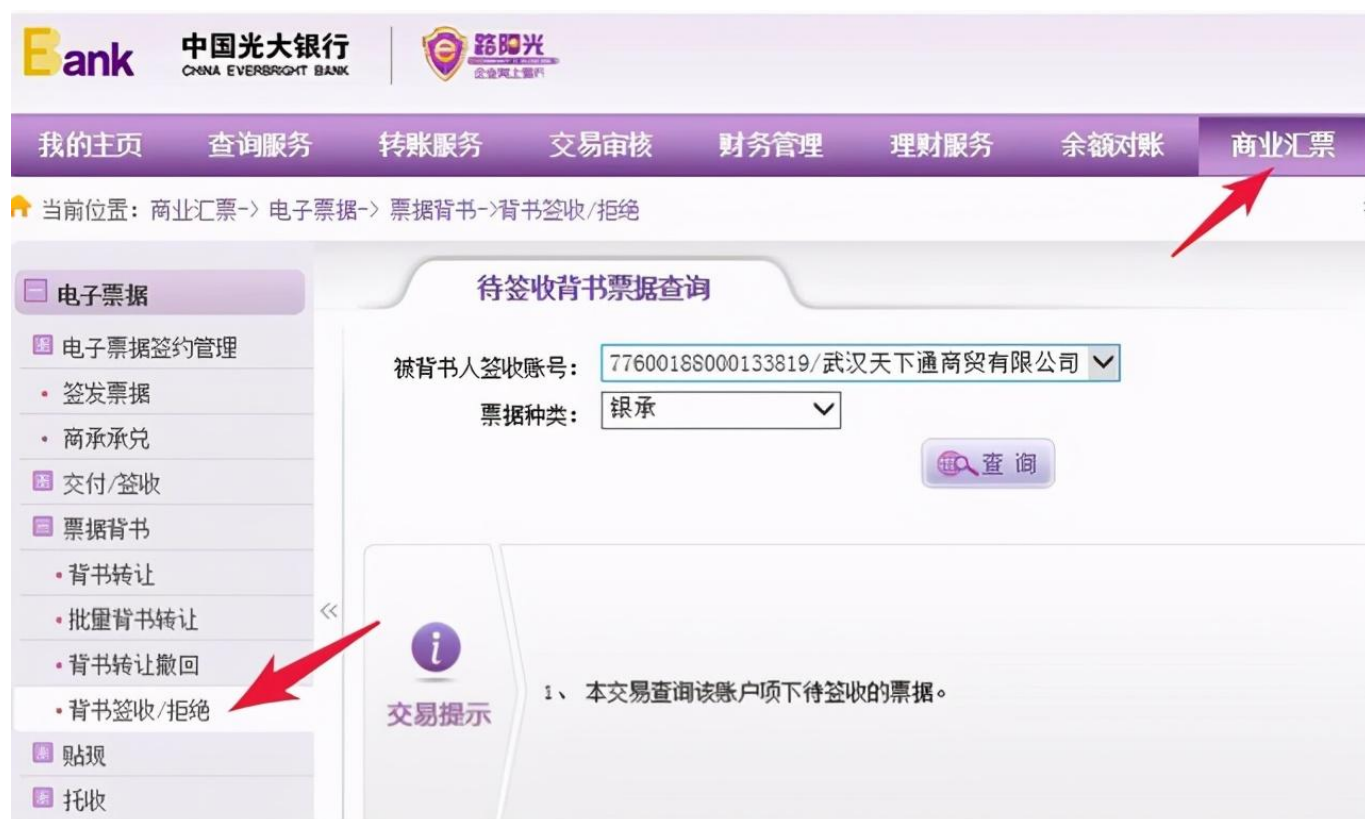 Bank 中国光大银行
CHINA EVERBRIGHT BANK
阳光
我的主页 查询服务 转账服务 交易审核 财务管理 理财服务 余额对账 商业汇票
当前位置：商业汇票-> 电子票据-> 票据背书->背书签收/拒绝
电子票据
待签收背书票据查询
电子票据签约管理
被背书人签收账号： 77600188000133819/武汉天下通商贸有限公司
签发票据
票据种类： 银承
商承承兑
查 询
交付/签收
票据背书
背书转让
批量背书转让
背书转让撤回
背书签收/拒绝
交易提示
1、 本交易查询该账户项下待签收的票据。
贴现
托收